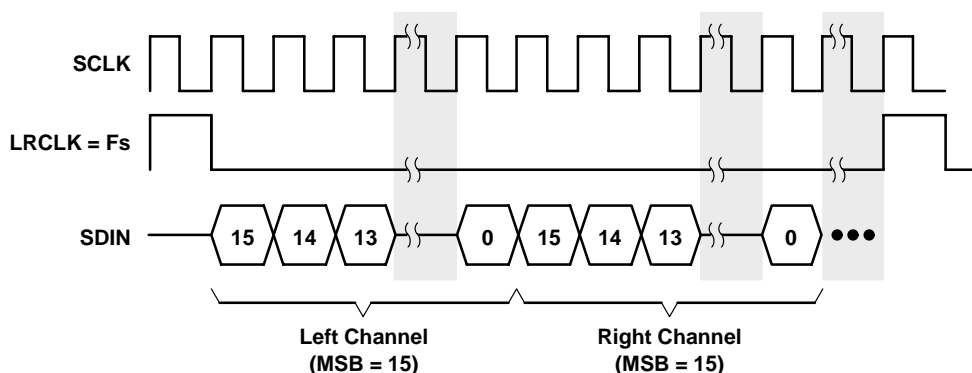 SCLK
LRCLK = Fs
SDIN
15 14 13 0 15 14 13 0
Left Channel
(MSB = 15)
Right Channel
(MSB = 15)